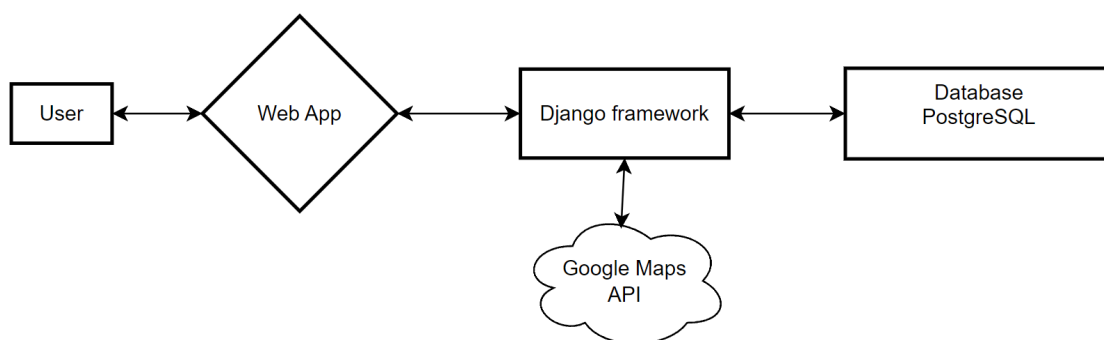 User
Web App
Django framework
Database
PostgreSQL
Google Maps
API